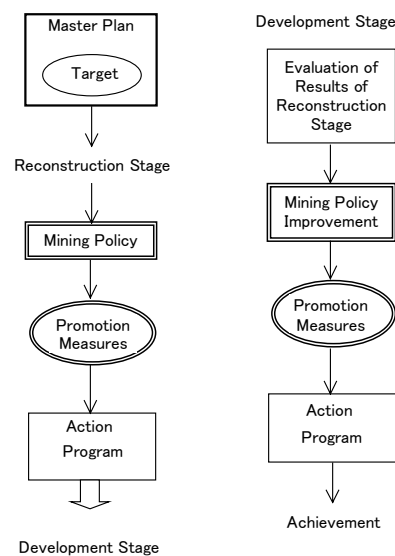 Master Plan
Target
Reconstruction Stage
Mining Policy
Promotion
Measures
Action
Program
Development Stage
Development Stage
Evaluation of
Results of
Reconstruction
Stage
Mining Policy
Improvement
Promotion
Measures
Action
Program
Achievement